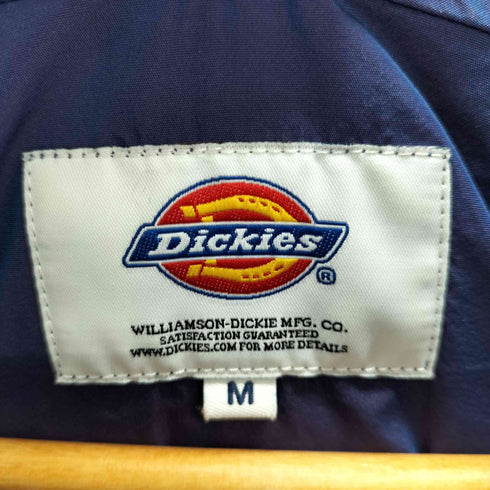 Dickies
®
WILLIAMSON-DICKIE MFG. CO.
SATISFACTION GUARANTEED
WWW.DICKIES.COM FOR MORE DETAILS
M